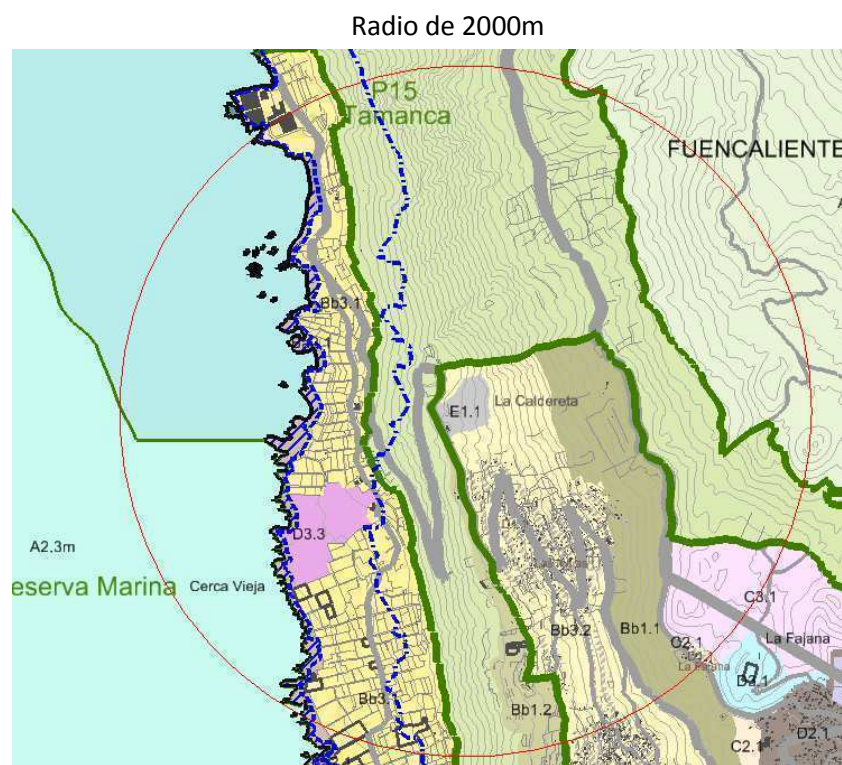 Radio de 2000m
P15
Tamanca
FUENCALIENTE
Bb3.1
E1.1
La Caldereta
D3.3
A2.3m
eserva Marina
Cerca Vieja
C3.1
Bb3.2
Bb1.1
C2.1
La Fajana
D3.1
Bb3.
Bb1.2
C2.1
D2.1